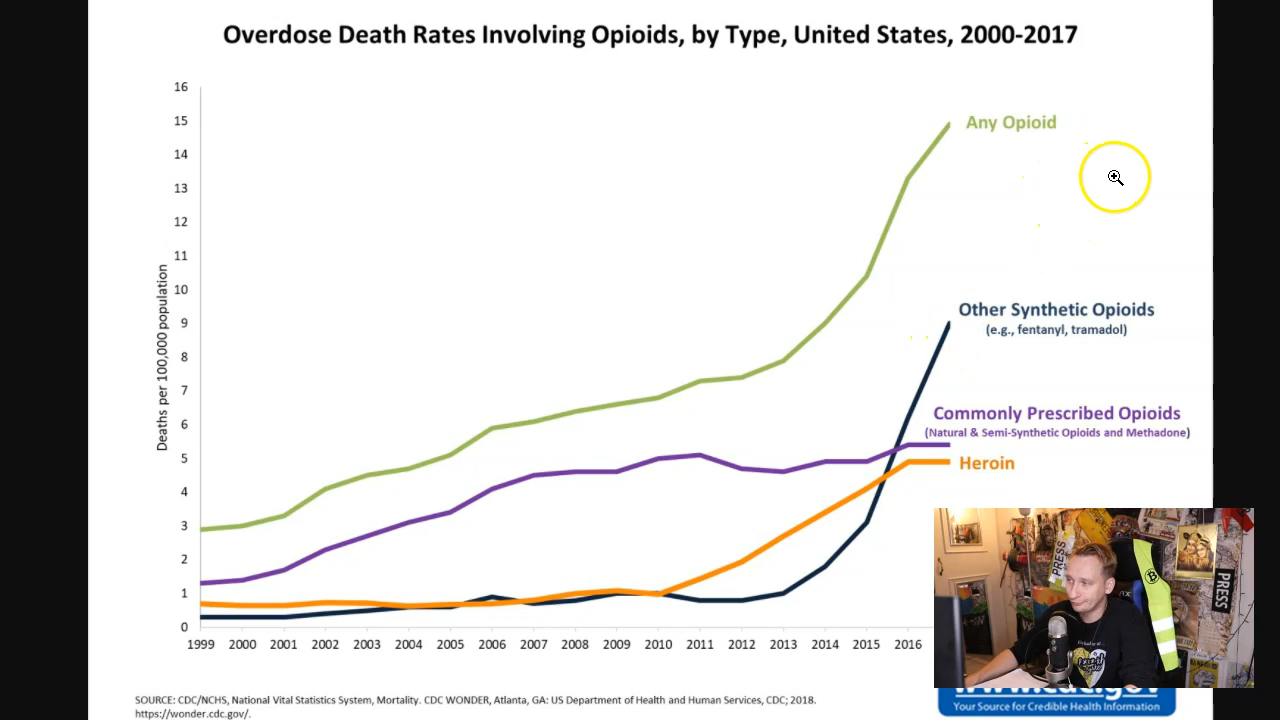 Overdose Death Rates Involving Opioids, by Type, United States, 2000-2017
16
15
14
13
12
11
10
9
8
7
6
5
4
3
2
1
0
Deaths per 100,000 population
Any Opioid
Other Synthetic Opioids
(e.g., fentanyl, tramadol)
Commonly Prescribed Opioids
(Natural & Semi-Synthetic Opioids and Methadone)
Heroin
1999 2000 2001 2002 2003 2004 2005 2006 2007 2008 2009 2010 2011 2012 2013 2014 2015 2016
PRESS
PRESS
SOURCE: CDC/NCHS, National Vital Statistics System, Mortality. CDC WONDER, Atlanta, GA: US Department of Health and Human Services, CDC; 2018.
https://wonder.cdc.gov/.
www.cdc.gov
Your Source for Credible Health Information